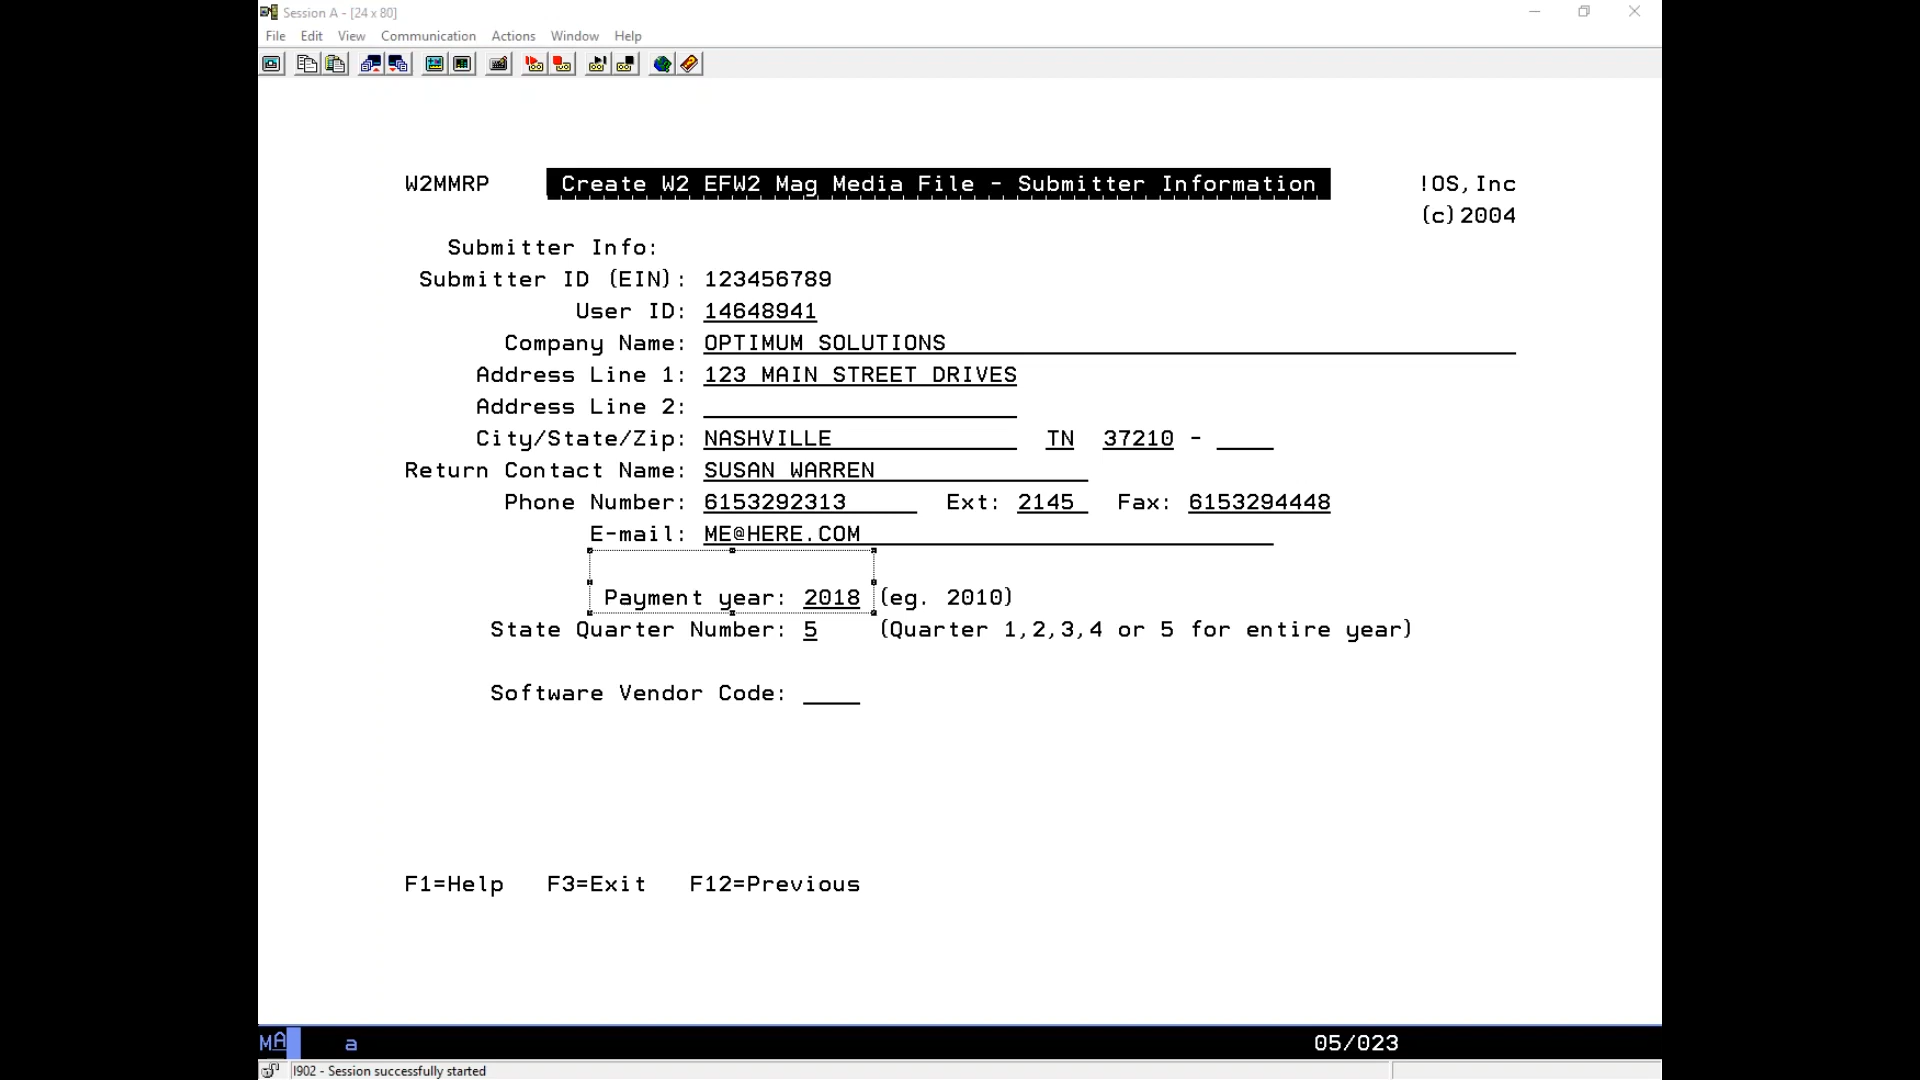 Session A - [24 x 80]
File Edit View Communication Actions Window Help
W2MMRP Create W2 EFW2 Mag Media File - Submitter Information !OS,Inc
(c)2004
Submitter Info:
Submitter ID (EIN): 123456789
User ID: 14648941
Company Name: OPTIMUM SOLUTIONS
Address Line 1: 123 MAIN STREET DRIVES
Address Line 2:
City/State/Zip: NASHVILLE TN 37210 -
Return Contact Name: SUSAN WARREN
Phone Number: 6153292313 Ext: 2145 Fax: 6153294448
E-mail: ME@HERE.COM
Payment year: 2018 (eg. 2010)
State Quarter Number: 5 (Quarter 1,2,3,4 or 5 for entire year)
Software Vendor Code:
F1=Help F3=Exit F12=Previous
MA a 05/023
I902 - Session successfully started